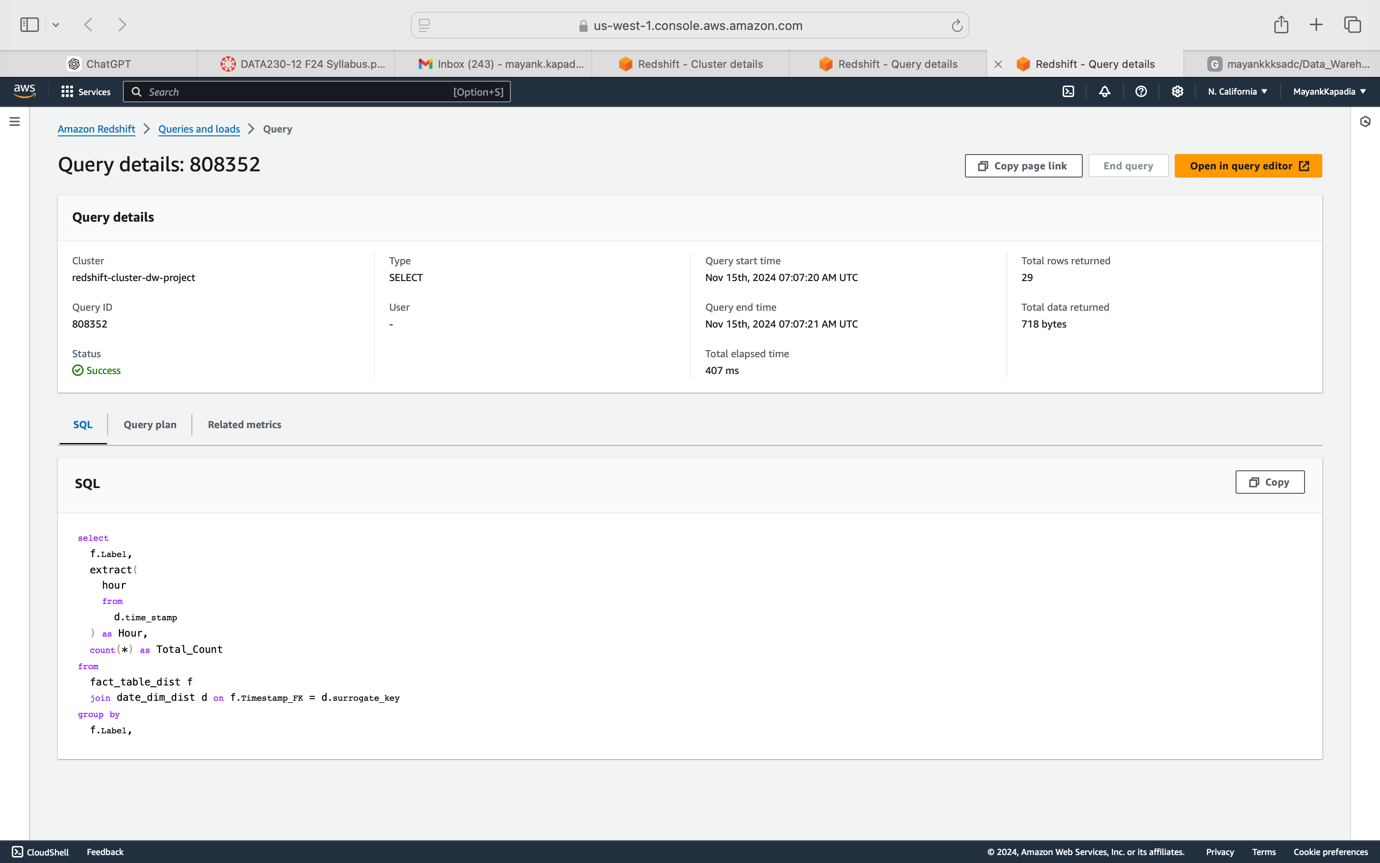 us-west-1.console.aws.amazon.com
ChatGPT
DATA230-12 F24 Syllabus.p...
Inbox (243) - mayank.kapad...
Redshift - Cluster details
Redshift - Query details
Redshift - Query details
G mayankkksadc/Data_Wareh...
aws
Services
Search
[Option+S]
N. California
MayankKapadia
Amazon Redshift
Queries and loads
Query
Query details: 808352
Copy page link
End query
Open in query editor
Query details
Cluster
redshift-cluster-dw-project
Query ID
808352
Status
Success
Type
SELECT
User
-
Query start time
Nov 15th, 2024 07:07:20 AM UTC
Query end time
Nov 15th, 2024 07:07:21 AM UTC
Total elapsed time
407 ms
Total rows returned
29
Total data returned
718 bytes
SQL
Query plan
Related metrics
SQL
Copy
select
f.Label,
extract(
hour
from
d.time_stamp
) as Hour,
count(*) as Total_Count
from
fact_table_dist f
join date_dim_dist d on f.Timestamp_FK = d.surrogate_key
group by
f.Label,
CloudShell
Feedback
© 2024, Amazon Web Services, Inc. or its affiliates.
Privacy
Terms
Cookie preferences